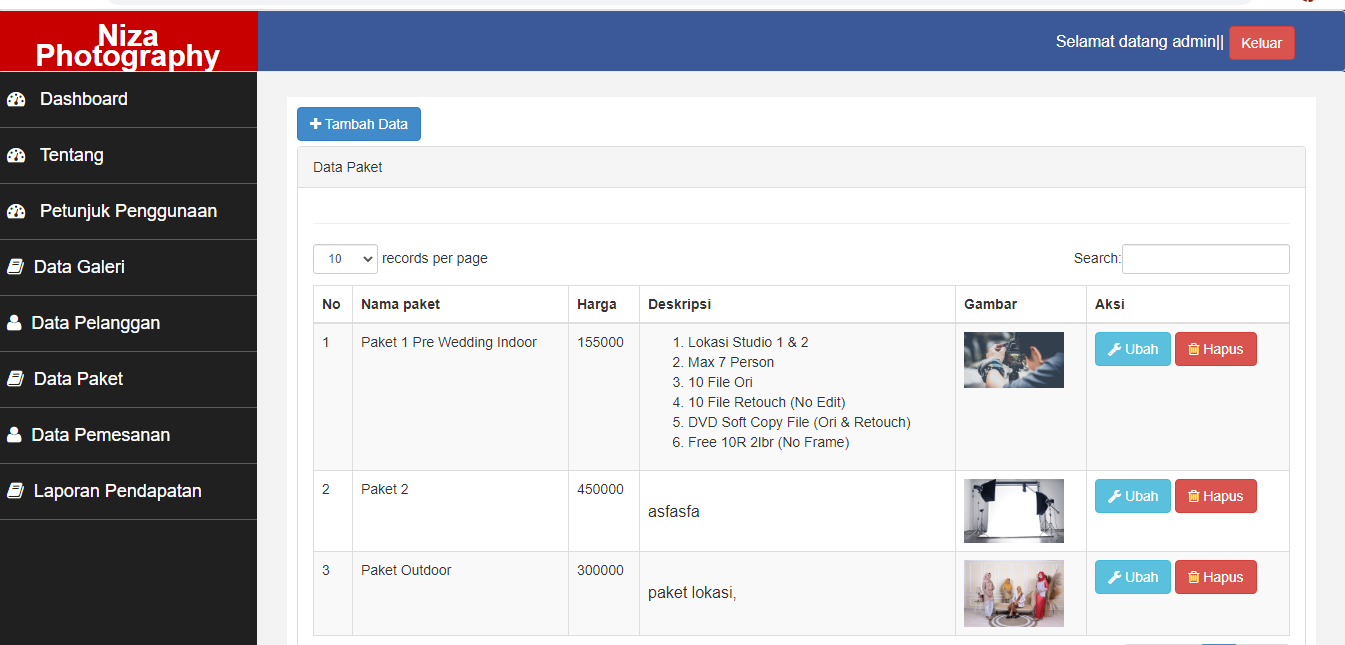 Niza
Photography
Selamat datang admin|| Keluar
Dashboard
Tentang
Petunjuk Penggunaan
Data Galeri
Data Pelanggan
Data Paket
Data Pemesanan
Laporan Pendapatan
Tambah Data
Data Paket
10 records per page Search:
No Nama paket Harga Deskripsi Gambar Aksi
1 Paket 1 Pre Wedding Indoor 155000 1. Lokasi Studio 1 & 2 Ubah Hapus
2. Max 7 Person
3. 10 File Ori
4. 10 File Retouch (No Edit)
5. DVD Soft Copy File (Ori & Retouch)
6. Free 10R 2lbr (No Frame)
2 Paket 2 450000 asfasfa Ubah Hapus
3 Paket Outdoor 300000 paket lokasi, Ubah Hapus